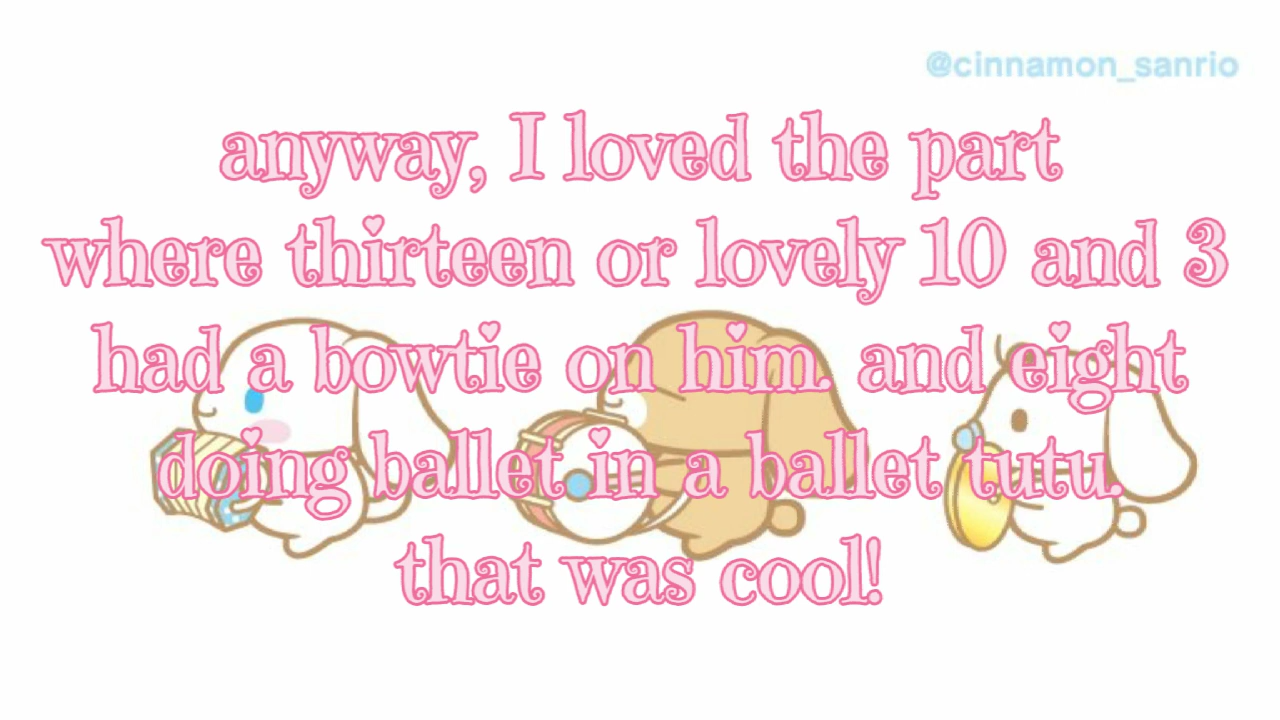 @cinnamon_sanrio
anyway, I loved the part
where thirteen or lovely 10 and 3
had a bowtie on him. and eight
doing ballet in a ballet tutu.
that was cool!